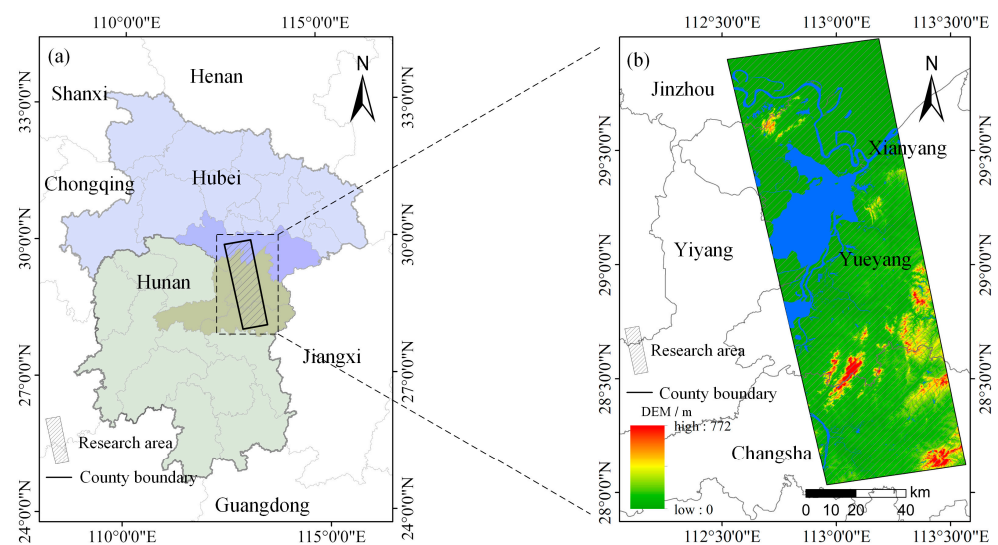 110°0'0"E 115°0'0"E
(a)
N
Henan
Shanxi
Chongqing
Hubei
Hunan
Jiangxi
Guangdong
Research area
County boundary
33°0'0"N
30°0'0"N
27°0'0"N
24°0'0"N
33°0'0"N
30°0'0"N
27°0'0"N
24°0'0"N
110°0'0"E 115°0'0"E
112°30'0"E 113°0'0"E 113°30'0"E
(b)
N
Jinzhou
Xianyang
Yiyang
Yueyang
Changsha
Research area
County boundary
DEM / m
high : 772
low : 0
km
0 10 20 40
29°30'0"N
29°0'0"N
28°30'0"N
28°0'0"N
29°30'0"N
29°0'0"N
28°30'0"N
28°0'0"N
112°30'0"E 113°0'0"E 113°30'0"E